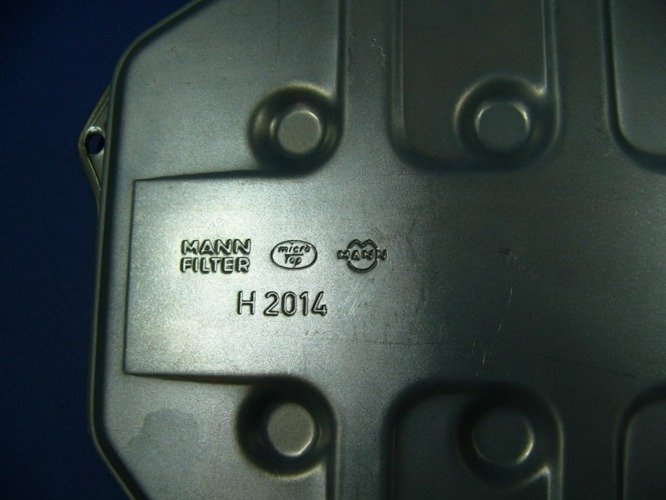 MANN
FILTER
micro
Top
MANN
H 2014